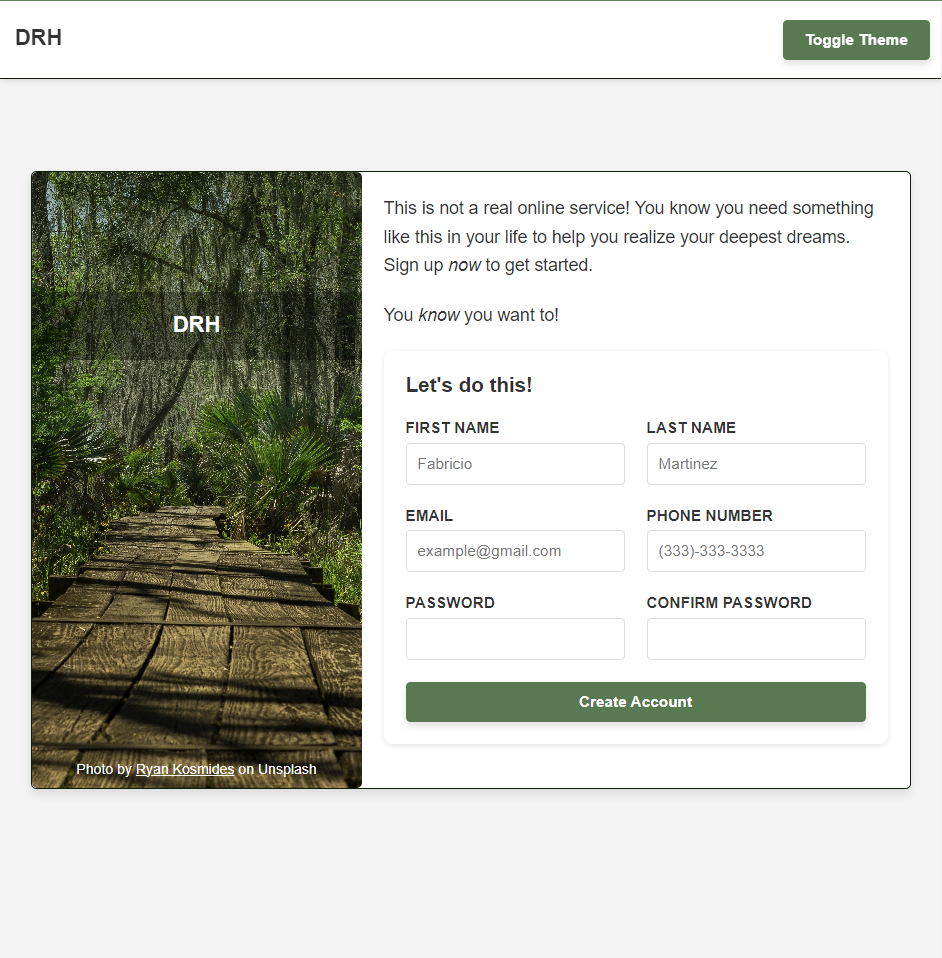 DRH
Toggle Theme
DRH
Photo by Ryan Kosmides on Unsplash
This is not a real online service! You know you need something
like this in your life to help you realize your deepest dreams.
Sign up now to get started.
You know you want to!
Let's do this!
FIRST NAME
LAST NAME
Fabricio
Martinez
EMAIL
PHONE NUMBER
example@gmail.com
(333)-333-3333
PASSWORD
CONFIRM PASSWORD
Create Account